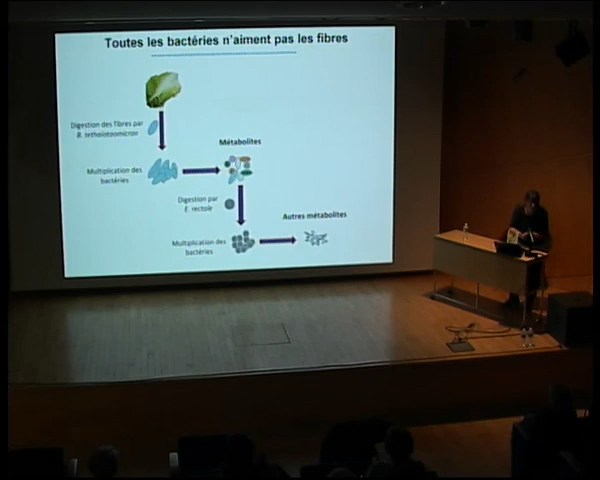 Toutes les bactéries n'aiment pas les fibres
Digestion des fibres par
B. tethaiotaomicron
Métabolites
Multiplication des
bactéries
Digestion par
E. rectale
Autres métabolites
Multiplication des
bactéries